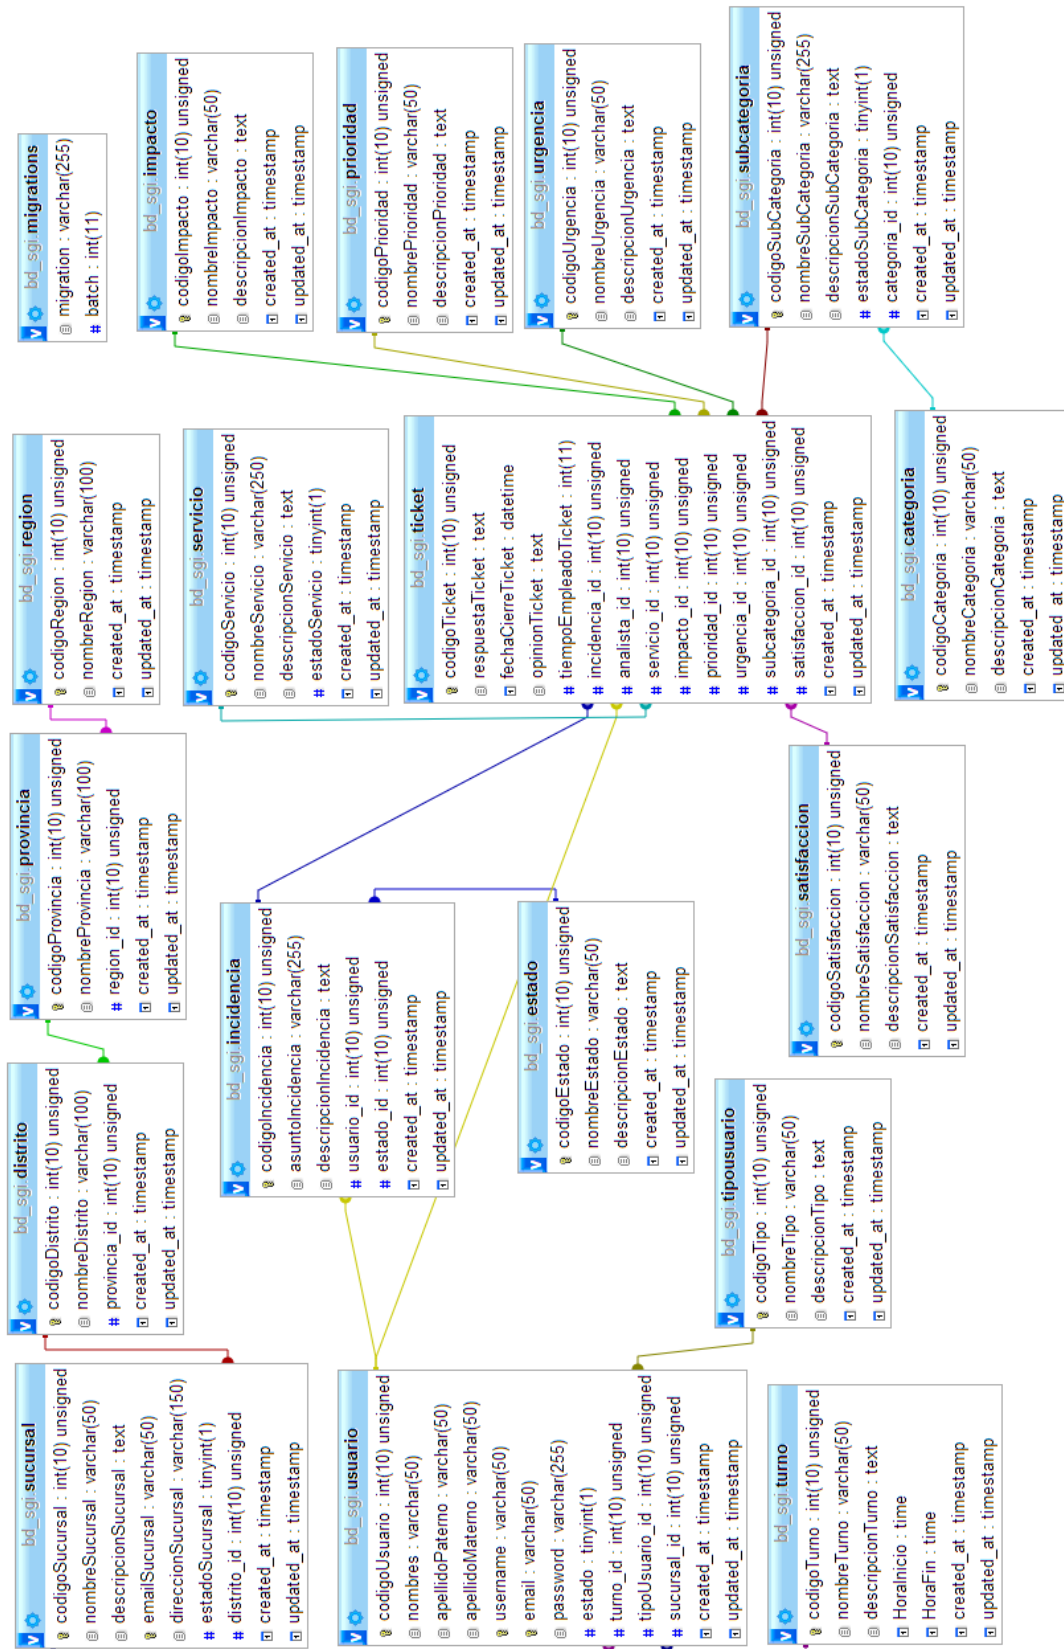 bd_sgi sucursal
codigoSucursal : int(10) unsigned
nombreSucursal : varchar(50)
descripcionSucursal : text
emailSucursal : varchar(50)
direccionSucursal : varchar(150)
# estadoSucursal : tinyint(1)
# distrito_id : int(10) unsigned
created_at : timestamp
updated_at : timestamp
bd_sgi distrito
codigoDistrito : int(10) unsigned
nombreDistrito : varchar(100)
# provincia_id : int(10) unsigned
created_at : timestamp
updated_at : timestamp
bd_sgi provincia
codigoProvincia : int(10) unsigned
nombreProvincia : varchar(100)
# region_id : int(10) unsigned
created_at : timestamp
updated_at : timestamp
bd_sgi region
codigoRegion : int(10) unsigned
nombreRegion : varchar(100)
created_at : timestamp
updated_at : timestamp
bd_sgi migrations
migration : varchar(255)
# batch : int(11)
bd_sgi servicio
codigoServicio : int(10) unsigned
nombreServicio : varchar(250)
descripcionServicio : text
# estadoServicio : tinyint(1)
created_at : timestamp
updated_at : timestamp
bd_sgi impacto
codigoImpacto : int(10) unsigned
nombreImpacto : varchar(50)
descripcionImpacto : text
created_at : timestamp
updated_at : timestamp
bd_sgi incidencia
codigoIncidencia : int(10) unsigned
asuntoIncidencia : varchar(255)
descripcionIncidencia : text
# usuario_id : int(10) unsigned
# estado_id : int(10) unsigned
created_at : timestamp
updated_at : timestamp
bd_sgi prioridad
codigoPrioridad : int(10) unsigned
nombrePrioridad : varchar(50)
descripcionPrioridad : text
created_at : timestamp
updated_at : timestamp
bd_sgi usuario
codigoUsuario : int(10) unsigned
nombres : varchar(50)
apellidoPaterno : varchar(50)
apellidoMaterno : varchar(50)
username : varchar(50)
email : varchar(50)
password : varchar(255)
# estado : tinyint(1)
# turno_id : int(10) unsigned
# tipoUsuario_id : int(10) unsigned
# sucursal_id : int(10) unsigned
created_at : timestamp
updated_at : timestamp
bd_sgi ticket
codigoTicket : int(10) unsigned
respuestaTicket : text
fechaCierreTicket : datetime
opinionTicket : text
# tiempoEmpleadoTicket : int(11)
# incidencia_id : int(10) unsigned
# analista_id : int(10) unsigned
# servicio_id : int(10) unsigned
# impacto_id : int(10) unsigned
# prioridad_id : int(10) unsigned
# urgencia_id : int(10) unsigned
# subcategoria_id : int(10) unsigned
# satisfaccion_id : int(10) unsigned
created_at : timestamp
updated_at : timestamp
bd_sgi estado
codigoEstado : int(10) unsigned
nombreEstado : varchar(50)
descripcionEstado : text
created_at : timestamp
updated_at : timestamp
bd_sgi urgencia
codigoUrgencia : int(10) unsigned
nombreUrgencia : varchar(50)
descripcionUrgencia : text
created_at : timestamp
updated_at : timestamp
bd_sgi tipousuario
codigoTipo : int(10) unsigned
nombreTipo : varchar(50)
descripcionTipo : text
created_at : timestamp
updated_at : timestamp
bd_sgi subcategoria
codigoSubCategoria : int(10) unsigned
nombreSubCategoria : varchar(255)
descripcionSubCategoria : text
# estadoSubCategoria : tinyint(1)
# categoria_id : int(10) unsigned
created_at : timestamp
updated_at : timestamp
bd_sgi turno
codigoTurno : int(10) unsigned
nombreTurno : varchar(50)
descripcionTurno : text
HoraInicio : time
HoraFin : time
created_at : timestamp
updated_at : timestamp
bd_sgi satisfaccion
codigoSatisfaccion : int(10) unsigned
nombreSatisfaccion : varchar(50)
descripcionSatisfaccion : text
created_at : timestamp
updated_at : timestamp
bd_sgi categoria
codigoCategoria : int(10) unsigned
nombreCategoria : varchar(50)
descripcionCategoria : text
created_at : timestamp
updated_at : timestamp